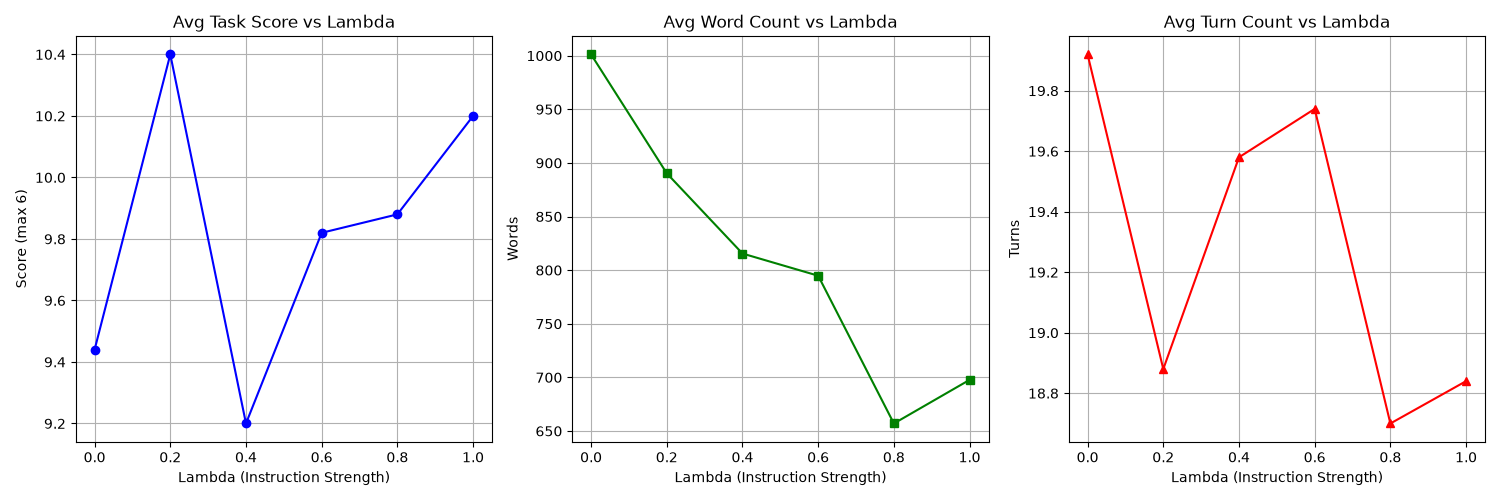 Avg Task Score vs Lambda
Score (max 6)
10.4
10.2
10.0
9.8
9.6
9.4
9.2
0.0 0.2 0.4 0.6 0.8 1.0
Lambda (Instruction Strength)
Avg Word Count vs Lambda
Words
1000
950
900
850
800
750
700
650
0.0 0.2 0.4 0.6 0.8 1.0
Lambda (Instruction Strength)
Avg Turn Count vs Lambda
Turns
19.8
19.6
19.4
19.2
19.0
18.8
0.0 0.2 0.4 0.6 0.8 1.0
Lambda (Instruction Strength)